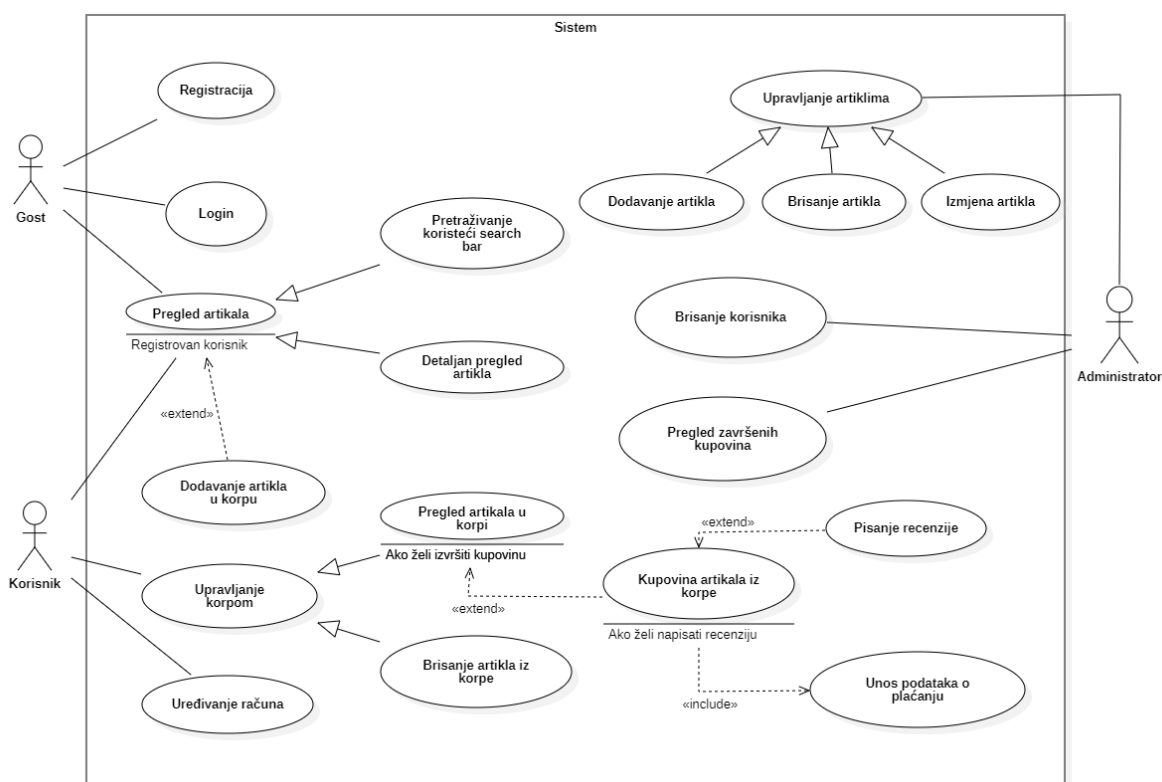 Sistem
Registracija
Upravljanje artiklima
Gost
Login
Dodavanje artikla
Brisanje artikla
Izmjena artikla
Pretraživanje
koristeći search
bar
Pregled artikala
Registrovan korisnik
Detaljan pregled
artikla
Brisanje korisnika
Administrator
«extend»
Pregled završenih
kupovina
Dodavanje artikla
u korpu
Pregled artikala u
korpi
Ako želi izvršiti kupovinu
«extend»
Pisanje recenzije
Korisnik
Upravljanje
korpom
«extend»
Kupovina artikala iz
korpe
Ako želi napisati recenziju
Brisanje artikla iz
korpe
Uređivanje računa
«include»
Unos podataka o
plaćanju